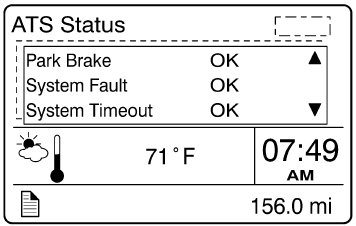 ATS Status
Park Brake OK
System Fault OK
System Timeout OK
71°F
07:49
AM
156.0 mi